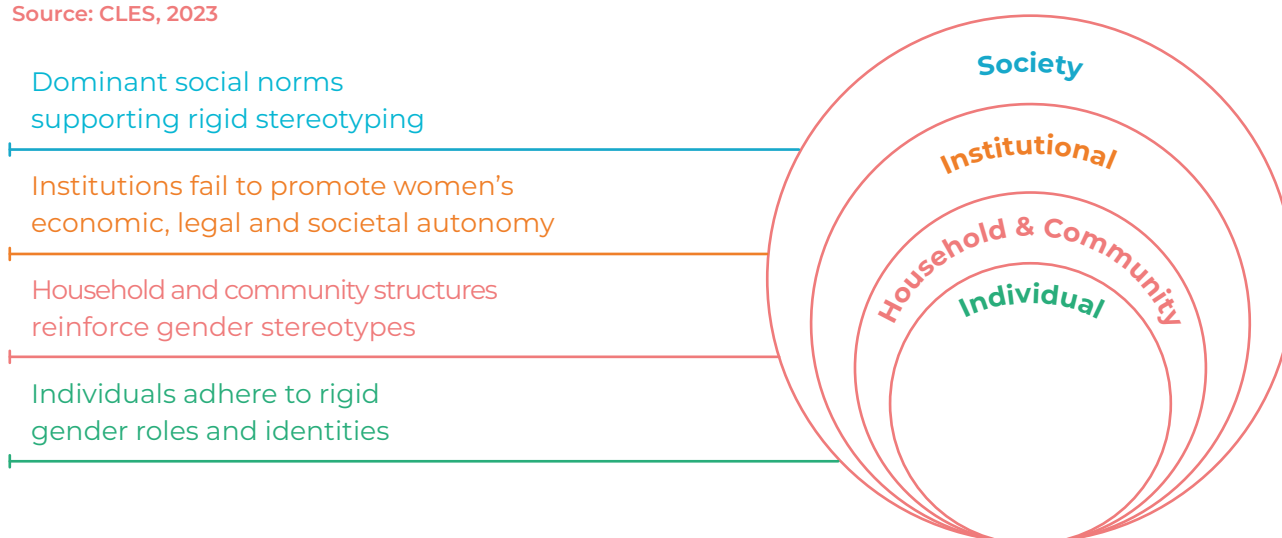 Source: CLES, 2023
Dominant social norms
supporting rigid stereotyping
Institutions fail to promote women’s
economic, legal and societal autonomy
Household and community structures
reinforce gender stereotypes
Individuals adhere to rigid
gender roles and identities
Society
Institutional
Household & Community
Individual